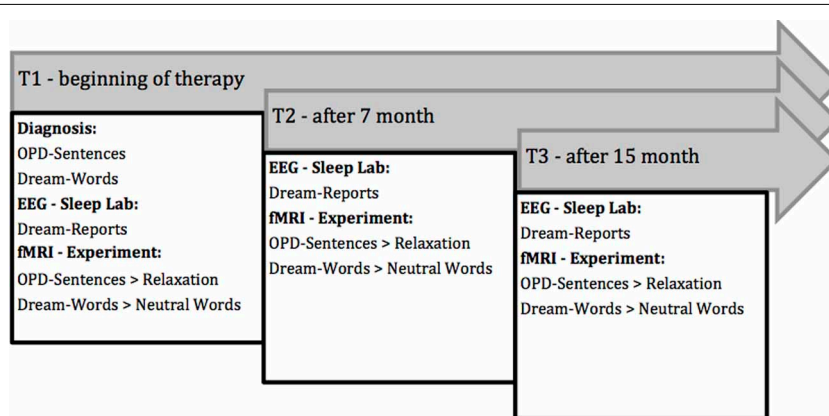 T1 - beginning of therapy
Diagnosis:
OPD-Sentences
Dream-Words
EEG - Sleep Lab:
Dream-Reports
fMRI - Experiment:
OPD-Sentences > Relaxation
Dream-Words > Neutral Words
T2 - after 7 month
EEG - Sleep Lab:
Dream-Reports
fMRI - Experiment:
OPD-Sentences > Relaxation
Dream-Words > Neutral Words
T3 - after 15 month
EEG - Sleep Lab:
Dream-Reports
fMRI - Experiment:
OPD-Sentences > Relaxation
Dream-Words > Neutral Words